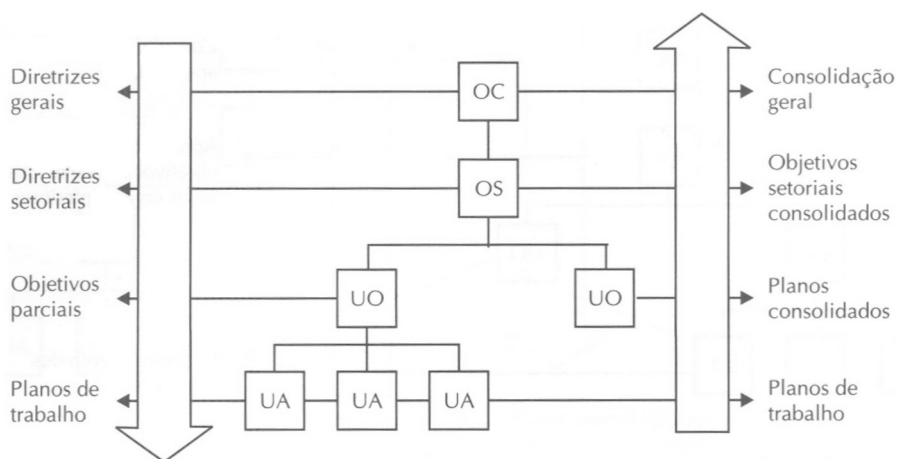 Diretrizes
gerais
OC
Consolidação
geral
Diretrizes
setoriais
OS
Objetivos
setoriais
consolidados
Objetivos
parciais
UO
UO
Planos
consolidados
Planos de
trabalho
UA
UA
UA
Planos de
trabalho